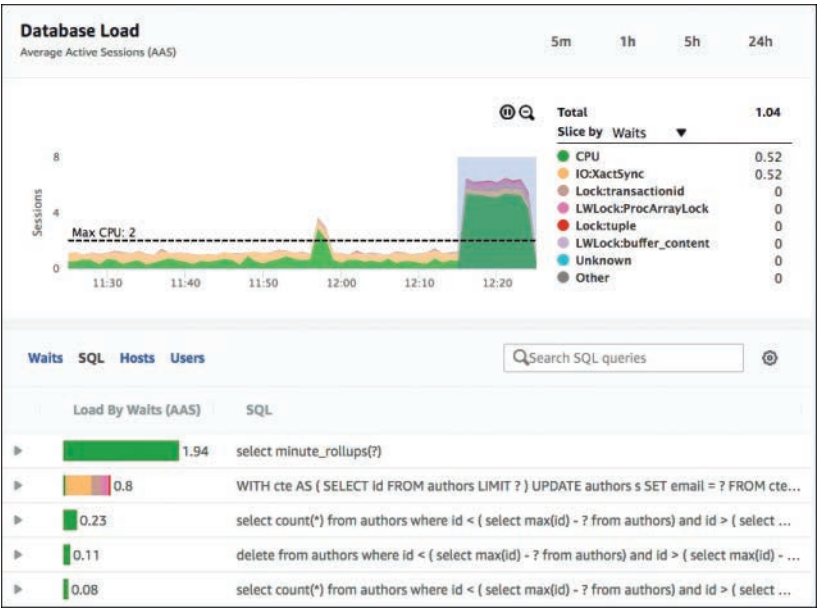 Database Load
Average Active Sessions (AAS)
5m 1h 5h 24h
Total 1.04
Slice by Waits
CPU 0.52
IO:XactSync 0.52
Lock:transactionid 0
LWLock:ProcArrayLock 0
Lock:tuple 0
LWLock:buffer_content 0
Unknown 0
Other 0
Sessions
8
4
0
Max CPU: 2
11:30 11:40 11:50 12:00 12:10 12:20
Waits SQL Hosts Users
Search SQL queries
Load By Waits (AAS) SQL
1.94 select minute_rollups(?)
0.8 WITH cte AS ( SELECT id FROM authors LIMIT ? ) UPDATE authors s SET email = ? FROM cte...
0.23 select count(*) from authors where id < ( select max(id) - ? from authors) and id > ( select ...
0.11 delete from authors where id < ( select max(id) - ? from authors) and id > ( select max(id) - ...
0.08 select count(*) from authors where id < ( select max(id) - ? from authors) and id > ( select ...